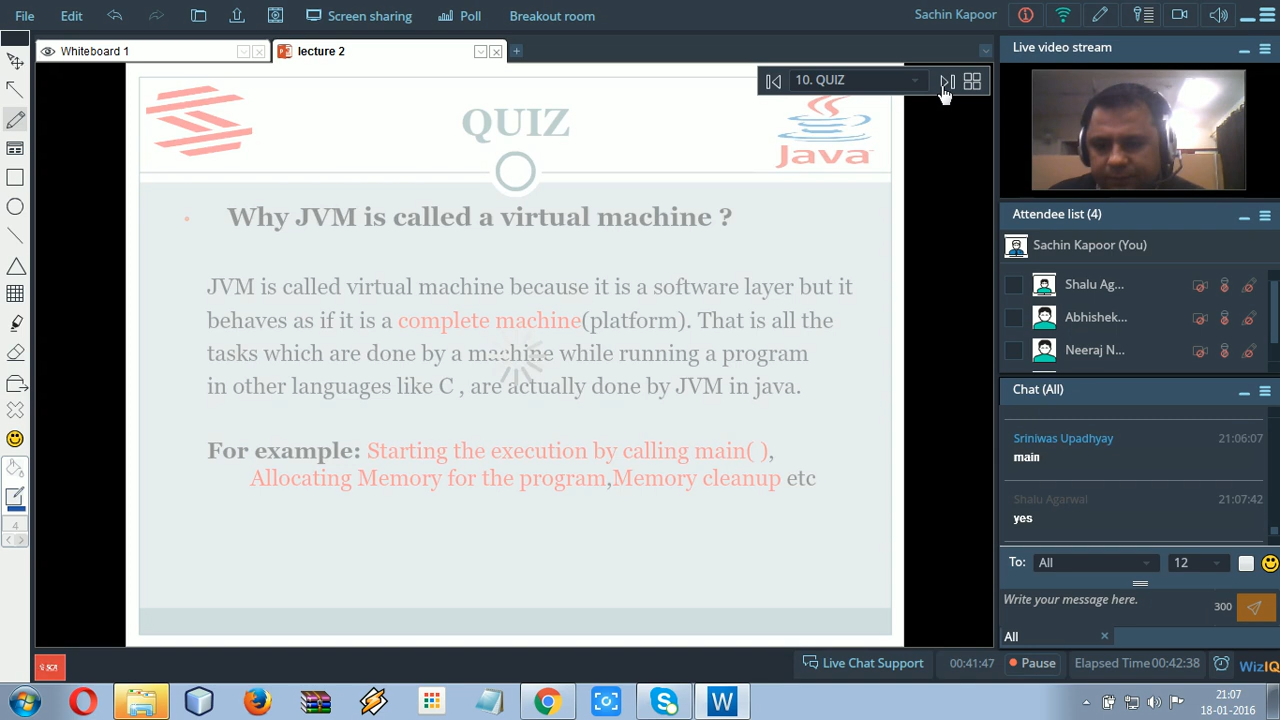 File Edit Screen sharing Poll Breakout room Sachin Kapoor
Whiteboard 1 lecture 2
Live video stream
10. QUIZ
QUIZ
Java
• Why JVM is called a virtual machine ?
JVM is called virtual machine because it is a software layer but it
behaves as if it is a complete machine(platform). That is all the
tasks which are done by a machine while running a program
in other languages like C , are actually done by JVM in java.
For example: Starting the execution by calling main( ),
Allocating Memory for the program,Memory cleanup etc
Attendee list (4)
Sachin Kapoor (You)
Shalu Ag...
Abhishek...
Neeraj N...
Chat (All)
Sriniwas Upadhyay 21:06:07
main
Shalu Agarwal 21:07:42
yes
To: All 12
Write your message here. 300
All
4
SCA
Live Chat Support 00:41:47 Pause Elapsed Time 00:42:38 WizIQ
21:07
18-01-2016